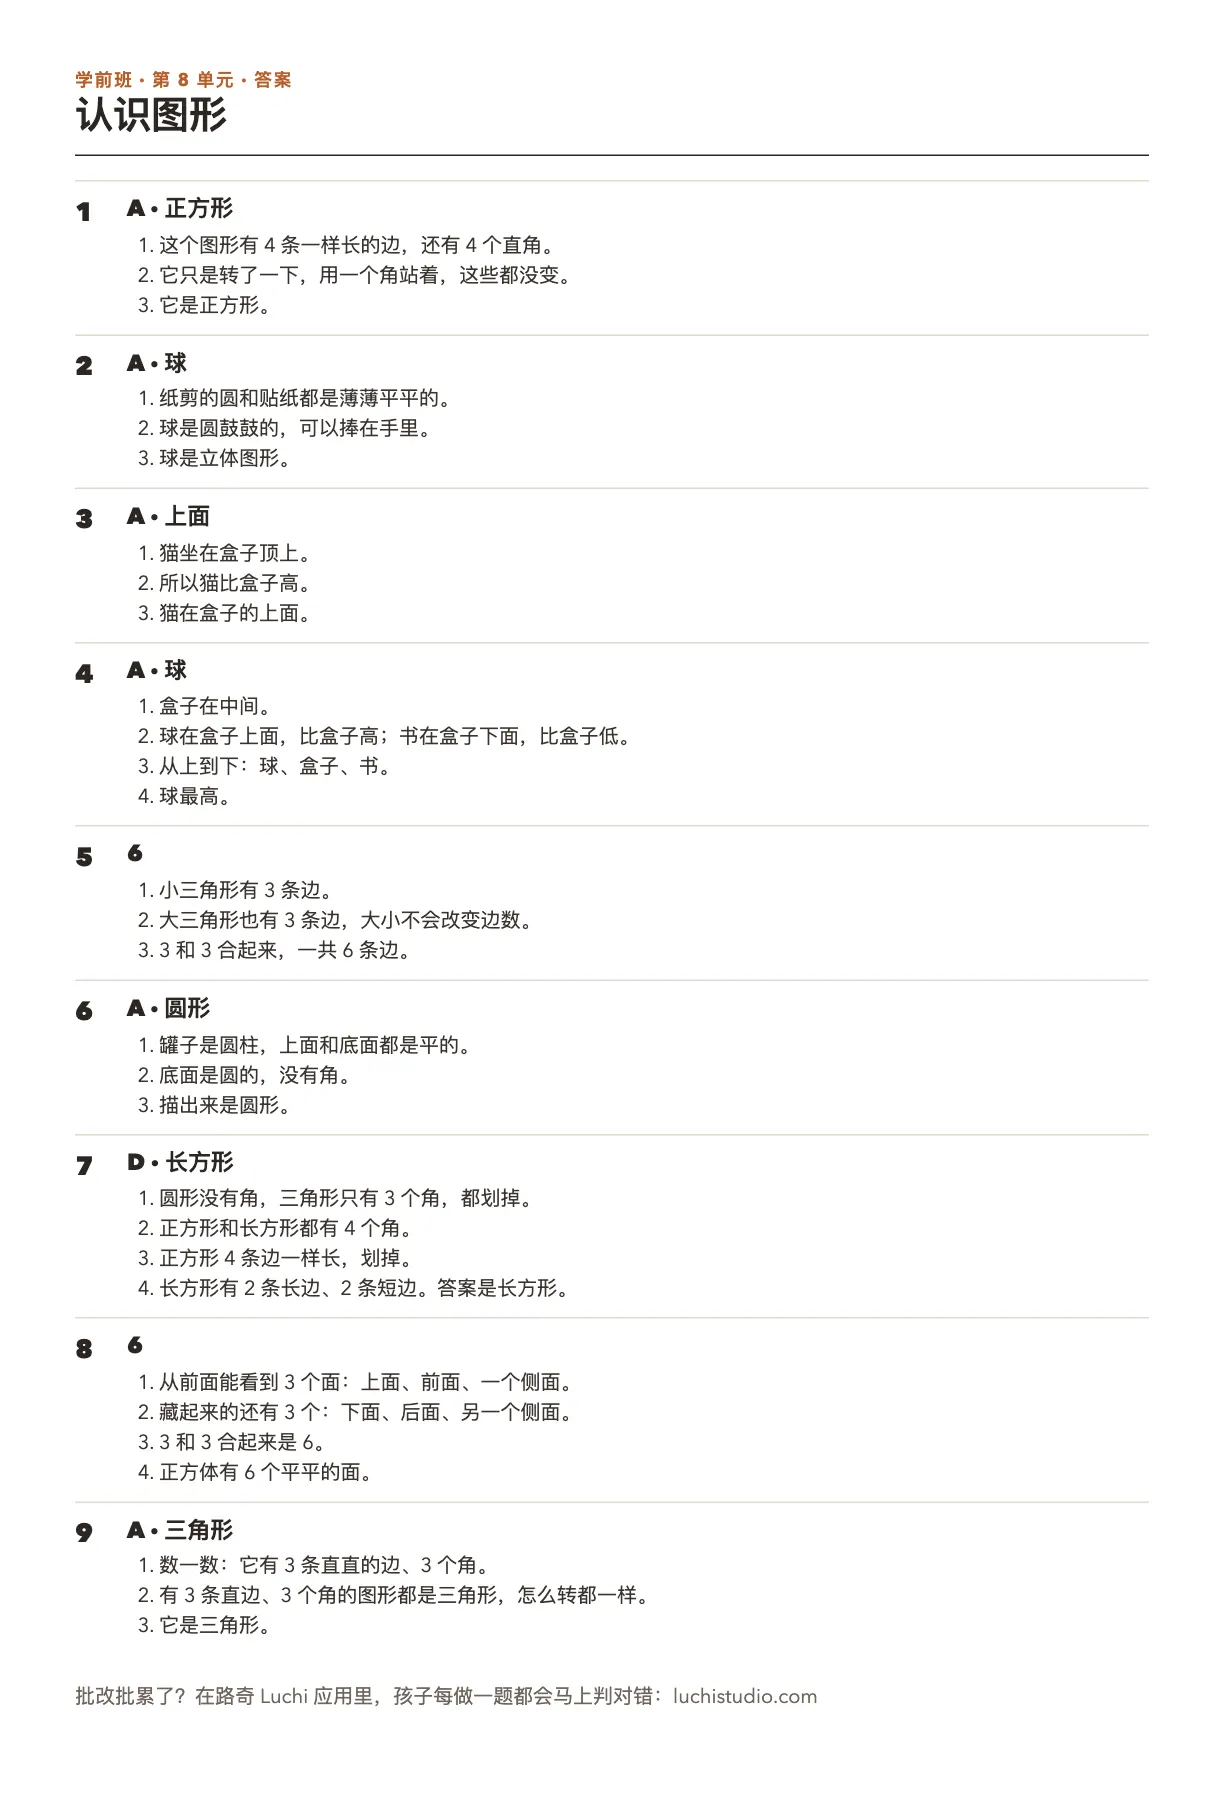 学前班 · 第 8 单元 · 答案
认识图形
1 A • 正方形
1. 这个图形有 4 条一样长的边，还有 4 个直角。
2. 它只是转了一下，用一个角站着，这些都没变。
3. 它是正方形。
2 A • 球
1. 纸剪的圆和贴纸都是薄薄平平的。
2. 球是圆鼓鼓的，可以捧在手里。
3. 球是立体图形。
3 A • 上面
1. 猫坐在盒子顶上。
2. 所以猫比盒子高。
3. 猫在盒子的上面。
4 A • 球
1. 盒子在中间。
2. 球在盒子上面，比盒子高；书在盒子下面，比盒子低。
3. 从上到下：球、盒子、书。
4. 球最高。
5 6
1. 小三角形有 3 条边。
2. 大三角形也有 3 条边，大小不会改变边数。
3. 3 和 3 合起来，一共 6 条边。
6 A • 圆形
1. 罐子是圆柱，上面和底面都是平的。
2. 底面是圆的，没有角。
3. 描出来是圆形。
7 D • 长方形
1. 圆形没有角，三角形只有 3 个角，都划掉。
2. 正方形和长方形都有 4 个角。
3. 正方形 4 条边一样长，划掉。
4. 长方形有 2 条长边、2 条短边。答案是长方形。
8 6
1. 从前面能看到 3 个面：上面、前面、一个侧面。
2. 藏起来的还有 3 个：下面、后面、另一个侧面。
3. 3 和 3 合起来是 6。
4. 正方体有 6 个平平的面。
9 A • 三角形
1. 数一数：它有 3 条直直的边、3 个角。
2. 有 3 条直边、3 个角的图形都是三角形，怎么转都一样。
3. 它是三角形。
批改批累了？在路奇 Luchi 应用里，孩子每做一题都会马上判对错：luchistudio.com